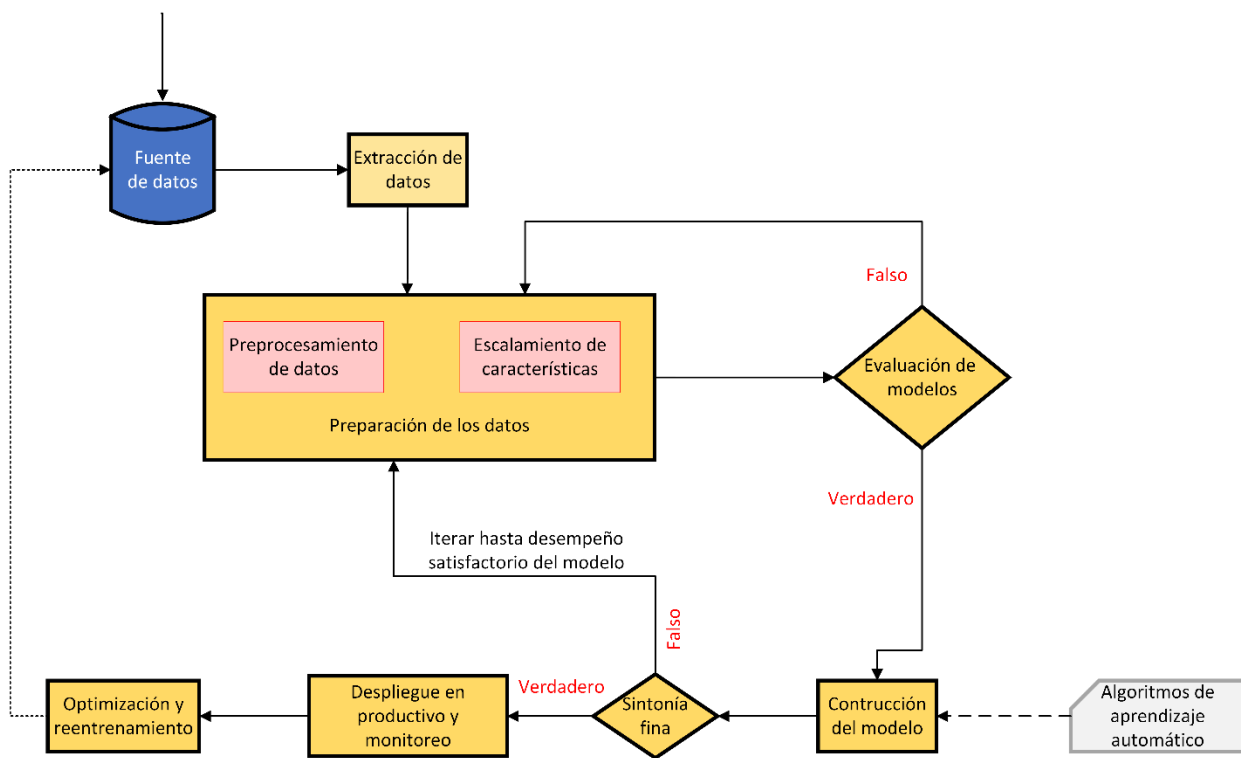 Fuente
de datos
Extracción de
datos
Falso
Preprocesamiento
de datos
Escalamiento de
características
Evaluación de
modelos
Preparación de los datos
Verdadero
Iterar hasta desempeño
satisfactorio del modelo
Falso
Verdadero
Optimización y
reentrenamiento
Despliegue en
productivo y
monitoreo
Sintonía
fina
Contrucción
del modelo
Algoritmos de
aprendizaje
automático